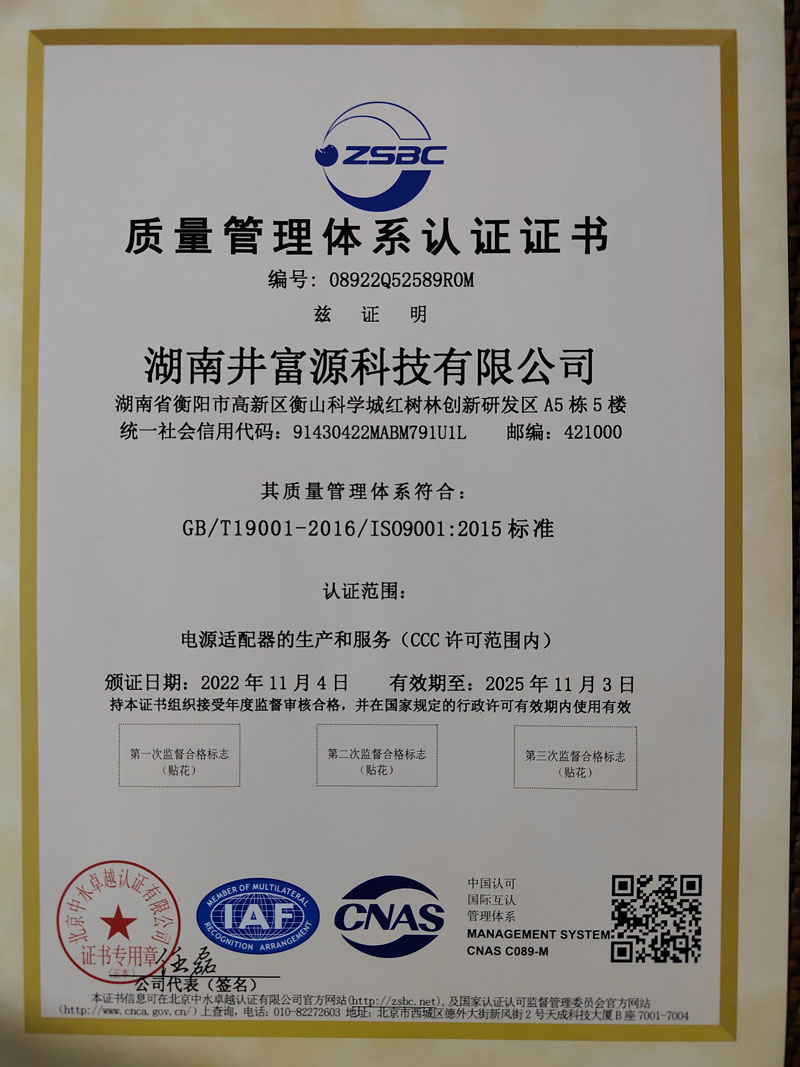 ZSBC
质量管理体系认证证书
编号: 08922Q52589R0M
兹 证 明
湖南井富源科技有限公司
湖南省衡阳市高新区衡山科学城红树林创新研发区 A5 栋 5 楼
统一社会信用代码: 91430422MABM791U1L 邮编: 421000
其质量管理体系符合:
GB/T19001-2016/ISO9001:2015 标准
认证范围:
电源适配器的生产和服务（CCC 许可范围内）
颁证日期: 2022 年 11 月 4 日 有效期至: 2025 年 11 月 3 日
持本证书组织接受年度监督审核合格，并在国家规定的行政许可有效期内使用有效
第一次监督合格标志
（贴花）
第二次监督合格标志
（贴花）
第三次监督合格标志
（贴花）
北京中水卓越认证有限公司
证书专用章
（正本）
任磊
MEMBER OF MULTILATERAL
IAF
RECOGNITION ARRANGEMENT
CNAS
中国认可
国际互认
管理体系
MANAGEMENT SYSTEM
CNAS C089-M
公司代表（签名）
本证书信息可在北京中水卓越认证有限公司官方网站(http://zsbc.net),及国家认证认可监督管理委员会官方网站
(http://www.cnca.gov.cn/)上查询, 电话: 010-82272603 地址: 北京市西城区德外大街新风街 2 号天成科技大厦 B 座 7001-7004